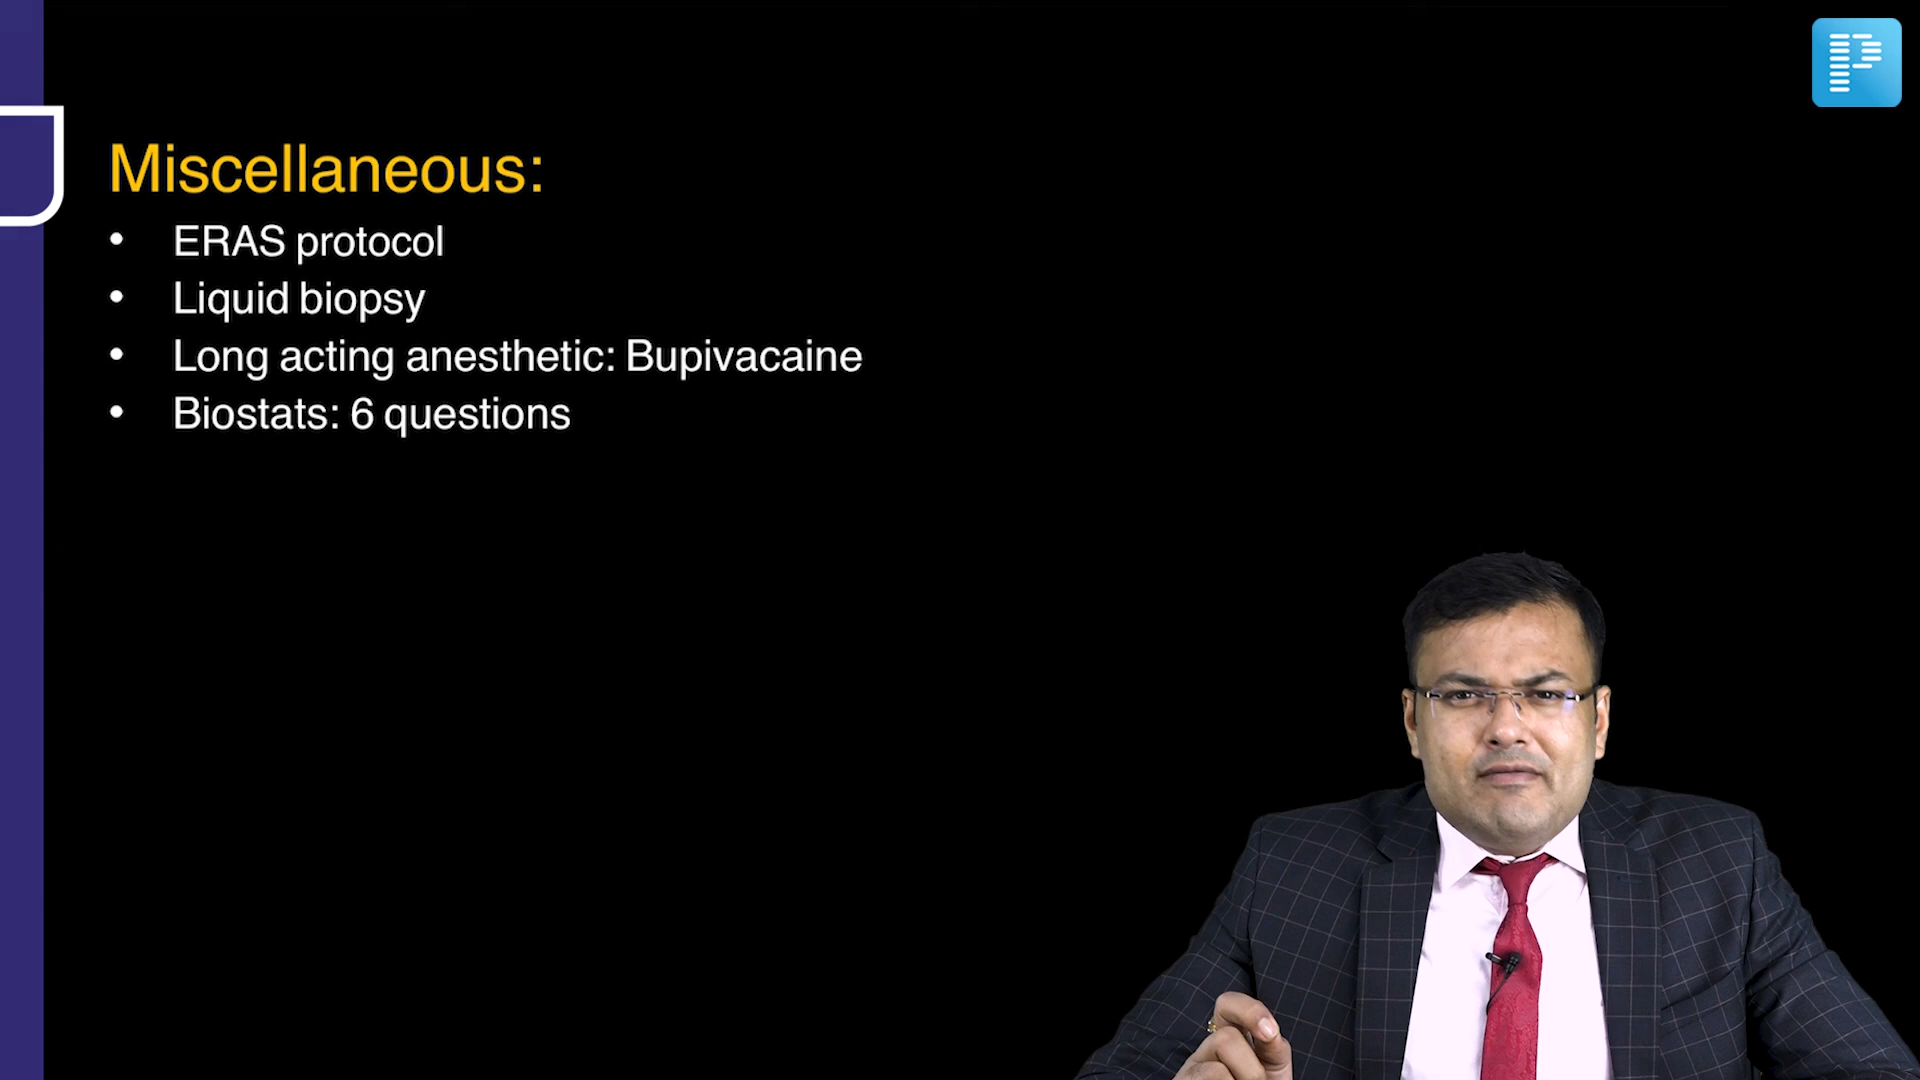 Miscellaneous:
• ERAS protocol
• Liquid biopsy
• Long acting anesthetic: Bupivacaine
• Biostats: 6 questions